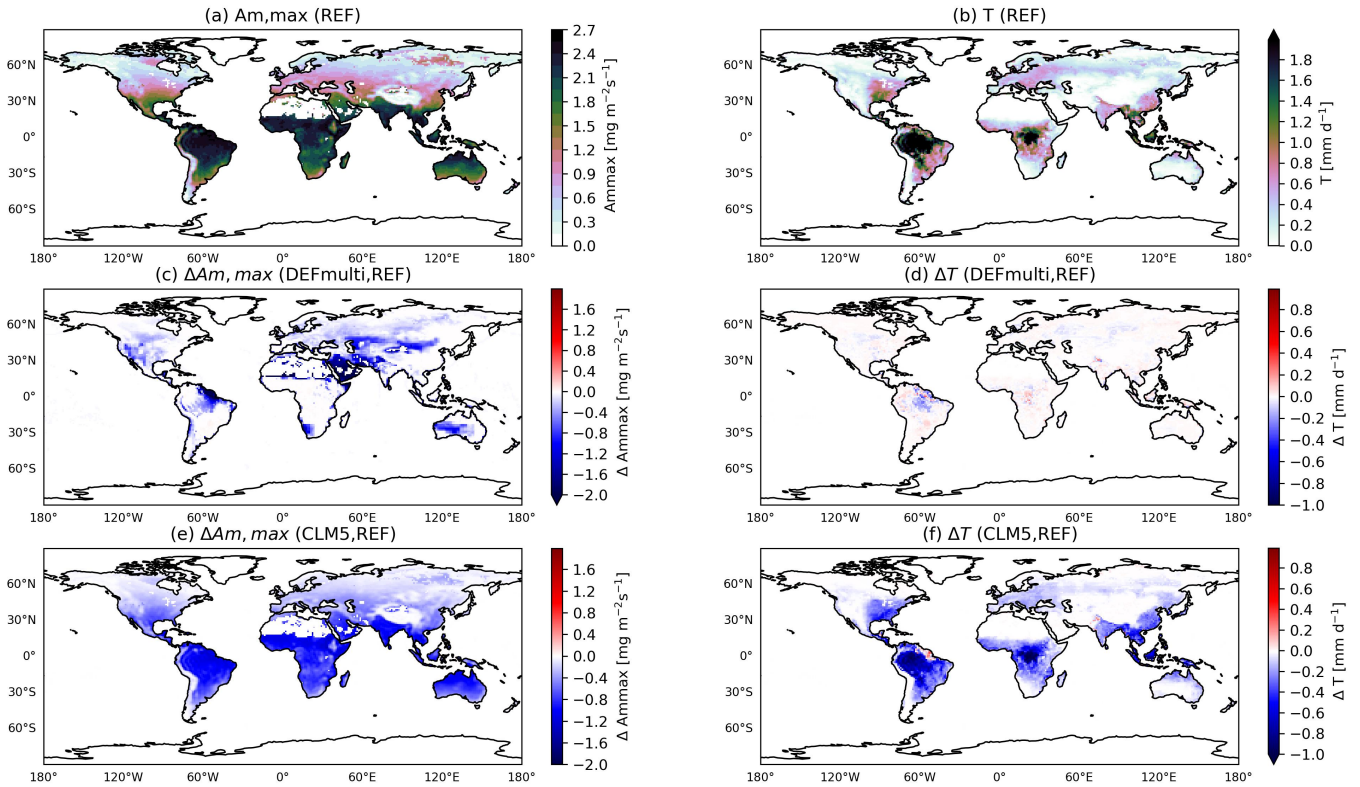 (a) Am,max (REF)
60°N
30°N
0°
30°S
60°S
180° 120°W 60°W 0° 60°E 120°E 180°
2.7
2.4
2.1
1.8
1.5
1.2
0.9
0.6
0.3
0.0
Ammax [mg m⁻²s⁻¹]
(b) T (REF)
60°N
30°N
0°
30°S
60°S
180° 120°W 60°W 0° 60°E 120°E 180°
1.8
1.6
1.4
1.2
1.0
0.8
0.6
0.4
0.2
0.0
T [mm d⁻¹]
(c) ΔAm, max (DEFmulti,REF)
60°N
30°N
0°
30°S
60°S
180° 120°W 60°W 0° 60°E 120°E 180°
1.6
1.2
0.8
0.4
0.0
−0.4
−0.8
−1.2
−1.6
−2.0
Δ Ammax [mg m⁻²s⁻¹]
(d) ΔT (DEFmulti,REF)
60°N
30°N
0°
30°S
60°S
180° 120°W 60°W 0° 60°E 120°E 180°
0.8
0.6
0.4
0.2
0.0
−0.2
−0.4
−0.6
−0.8
−1.0
Δ T [mm d⁻¹]
(e) ΔAm, max (CLM5,REF)
60°N
30°N
0°
30°S
60°S
180° 120°W 60°W 0° 60°E 120°E 180°
1.6
1.2
0.8
0.4
0.0
−0.4
−0.8
−1.2
−1.6
−2.0
Δ Ammax [mg m⁻²s⁻¹]
(f) ΔT (CLM5,REF)
60°N
30°N
0°
30°S
60°S
180° 120°W 60°W 0° 60°E 120°E 180°
0.8
0.6
0.4
0.2
0.0
−0.2
−0.4
−0.6
−0.8
−1.0
Δ T [mm d⁻¹]